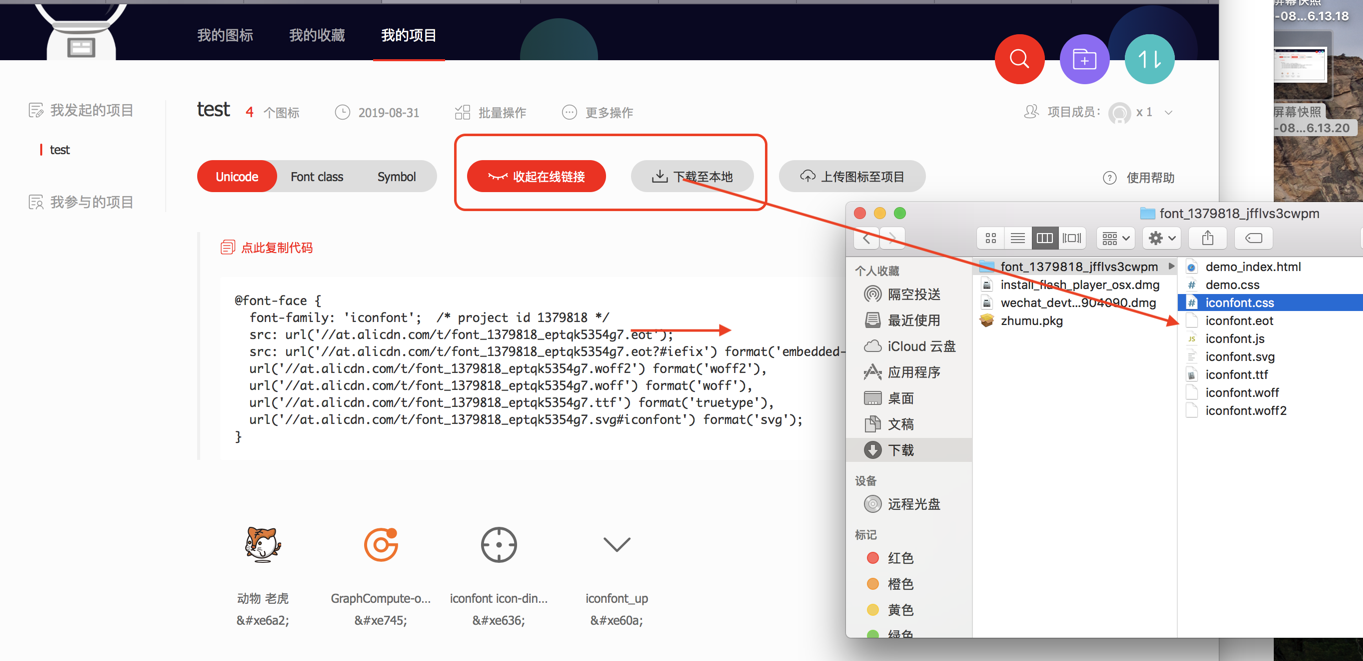 我的图标
我的收藏
我的项目
屏幕快照
-08...6.13.18
我发起的项目
test
我参与的项目
test 4 个图标
2019-08-31
批量操作
更多操作
项目成员:
x 1
Unicode
Font class
Symbol
收起在线链接
下载至本地
上传图标至项目
使用帮助
屏幕快照
-08...6.13.20
点此复制代码
@font-face {
font-family: 'iconfont'; /* project id 1379818 */
src: url('//at.alicdn.com/t/font_1379818_eptqk5354g7.eot');
src: url('//at.alicdn.com/t/font_1379818_eptqk5354g7.eot?#iefix') format('embedded-
url('//at.alicdn.com/t/font_1379818_eptqk5354g7.woff2') format('woff2'),
url('//at.alicdn.com/t/font_1379818_eptqk5354g7.woff') format('woff'),
url('//at.alicdn.com/t/font_1379818_eptqk5354g7.ttf') format('truetype'),
url('//at.alicdn.com/t/font_1379818_eptqk5354g7.svg#iconfont') format('svg');
}
动物 老虎
&#xe6a2;
GraphCompute-o...
&#xe745;
iconfont icon-din...
&#xe636;
iconfont_up
&#xe60a;
font_1379818_jfflvs3cwpm
个人收藏
隔空投送
最近使用
iCloud 云盘
应用程序
桌面
文稿
下载
设备
远程光盘
标记
红色
橙色
黄色
绿色
font_1379818_jfflvs3cwpm
install_flash_player_osx.dmg
wechat_devt...904090.dmg
zhumu.pkg
demo_index.html
demo.css
iconfont.css
iconfont.eot
iconfont.js
iconfont.svg
iconfont.ttf
iconfont.woff
iconfont.woff2